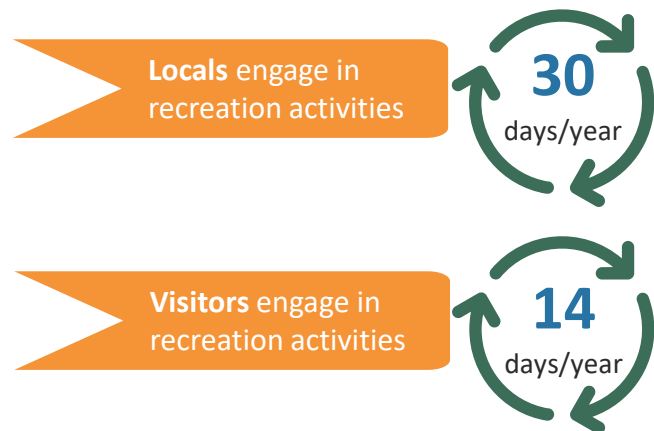 Locals engage in
recreation activities
30
days/year
Visitors engage in
recreation activities
14
days/year